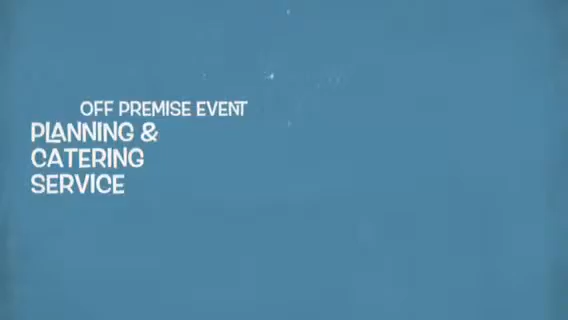 OFF PREMISE EVENT
PLANNING &
CATERING
SERVICE